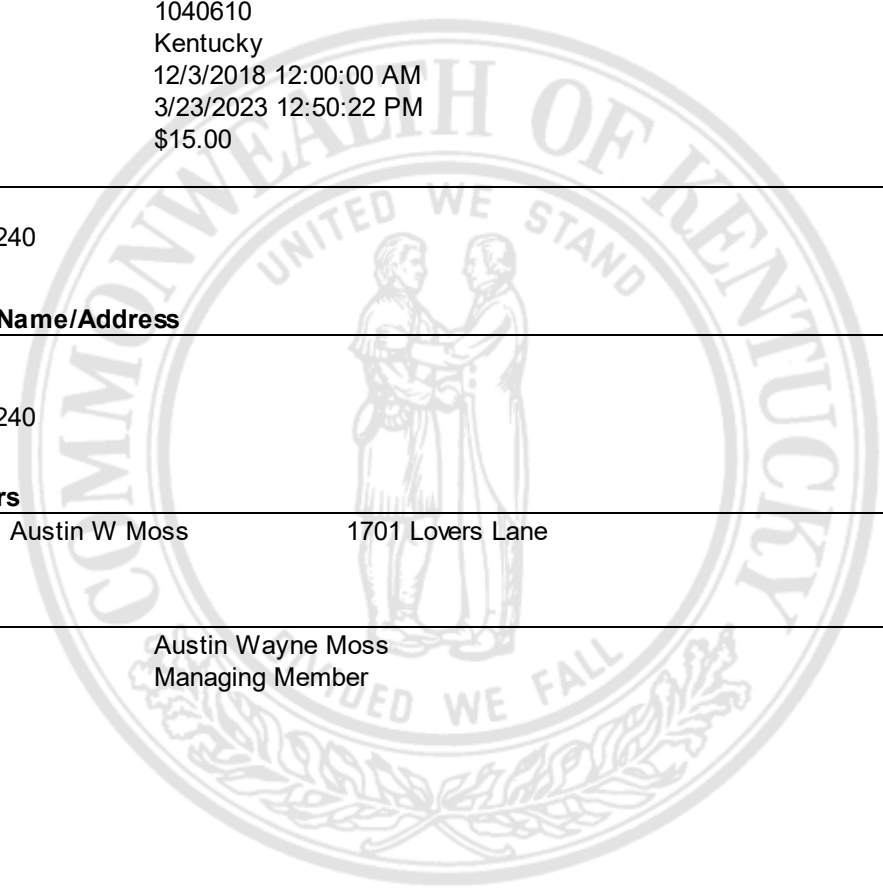 1040610
Kentucky
12/3/2018 12:00:00 AM
3/23/2023 12:50:22 PM
$15.00
COMMONWEALTH OF KENTUCKY
UNITED WE STAND
240
Name/Address
240
rs
Austin W Moss 1701 Lovers Lane
Austin Wayne Moss
Managing Member
DED WE FALL